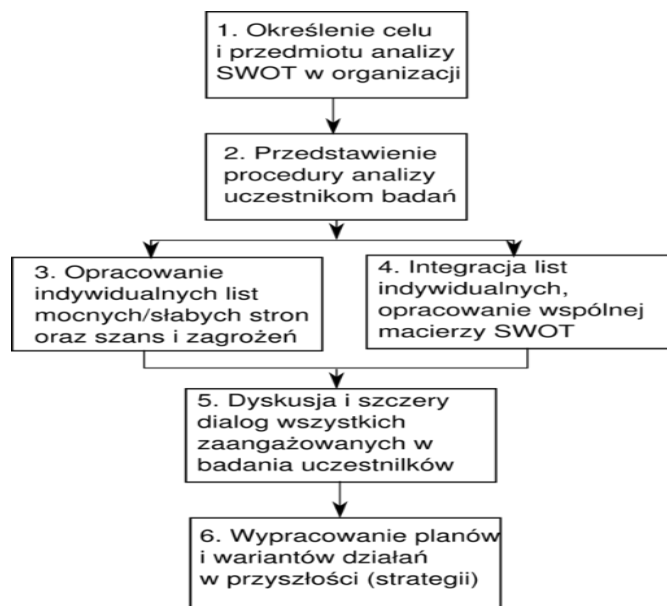 1. Określenie celu
i przedmiotu analizy
SWOT w organizacji
2. Przedstawienie
procedury analizy
uczestnikom badań
3. Opracowanie
indywidualnych list
mocnych/słabych stron
oraz szans i zagrożeń
4. Integracja list
indywidualnych,
opracowanie wspólnej
macierzy SWOT
5. Dyskusja i szczery
dialog wszystkich
zaangażowanych w
badania uczestnilków
6. Wypracowanie planów
i wariantów działań
w przyszłości (strategii)